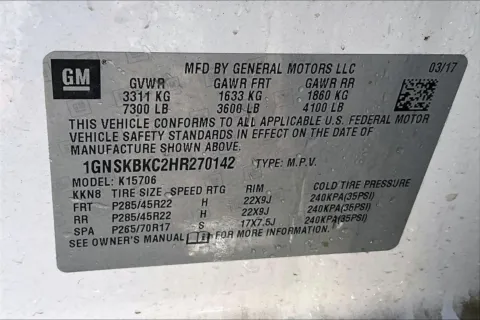 GM
MFD BY GENERAL MOTORS LLC 03/17
GVWR GAWR FRT GAWR RR
3311 KG 1633 KG 1860 KG
7300 LB 3600 LB 4100 LB
THIS VEHICLE CONFORMS TO ALL APPLICABLE U.S. FEDERAL MOTOR
VEHICLE SAFETY STANDARDS IN EFFECT ON THE DATE OF
MANUFACTURE SHOWN ABOVE.
1GNSKBKC2HR270142 TYPE: M.P.V.
MODEL: K15706
KKN8 TIRE SIZE SPEED RTG RIM COLD TIRE PRESSURE
FRT P285/45R22 H 22X9J 240KPA(35PSI)
RR P285/45R22 H 22X9J 240KPA(35PSI)
SPA P265/70R17 S 17X7.5J 240KPA(35PSI)
SEE OWNER'S MANUAL FOR MORE INFORMATION.